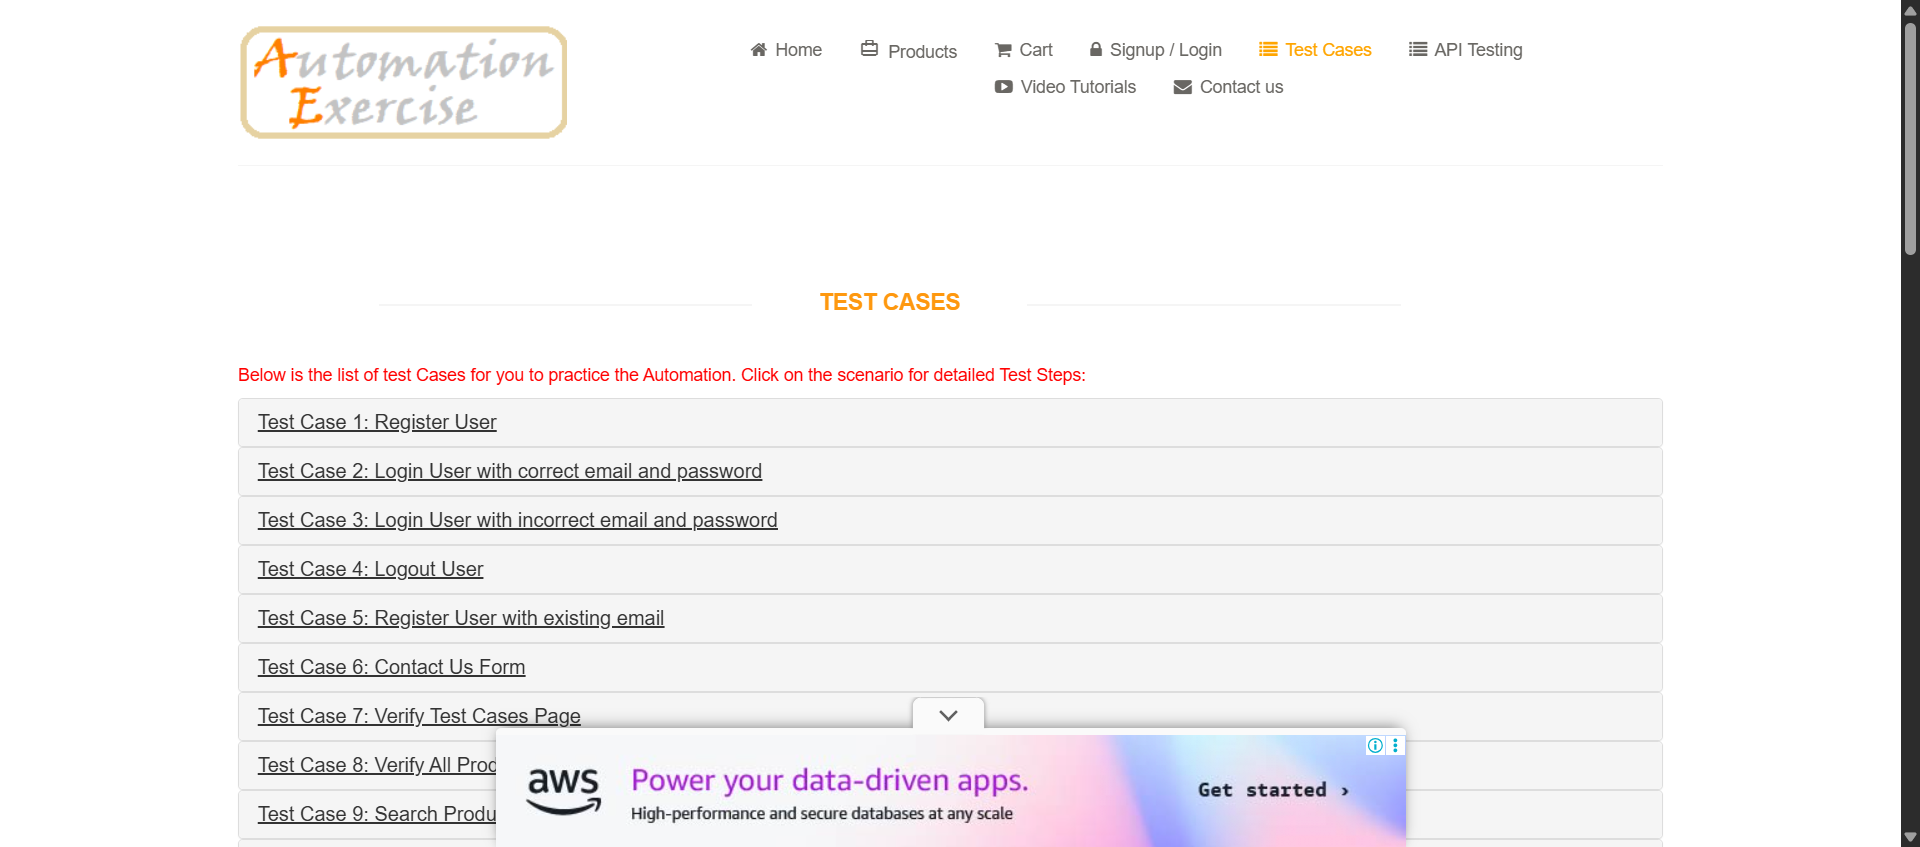 Automation
Exercise
Home Products Cart Signup / Login Test Cases API Testing
Video Tutorials Contact us
TEST CASES
Below is the list of test Cases for you to practice the Automation. Click on the scenario for detailed Test Steps:
Test Case 1: Register User
Test Case 2: Login User with correct email and password
Test Case 3: Login User with incorrect email and password
Test Case 4: Logout User
Test Case 5: Register User with existing email
Test Case 6: Contact Us Form
Test Case 7: Verify Test Cases Page
Test Case 8: Verify All Prod
Test Case 9: Search Produ
aws
Power your data-driven apps.
High-performance and secure databases at any scale
Get started ›